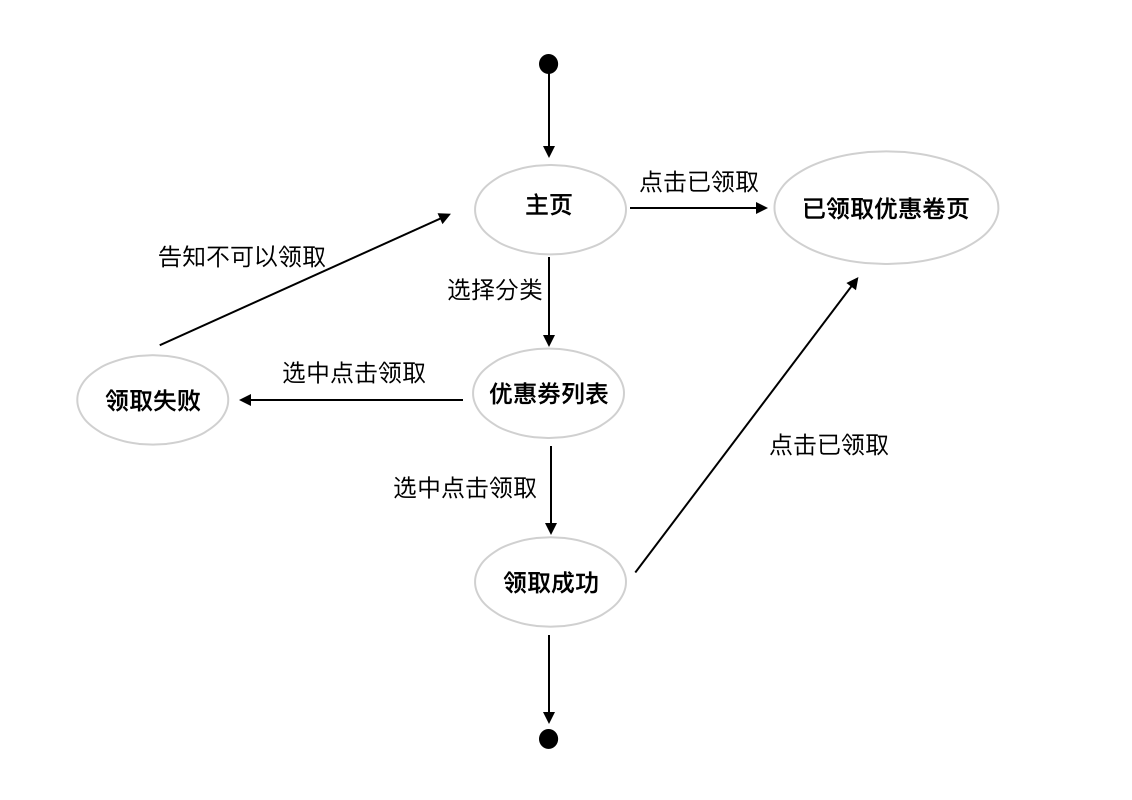 主页
点击已领取
已领取优惠卷页
告知不可以领取
选择分类
选中点击领取
优惠券列表
领取失败
点击已领取
选中点击领取
领取成功